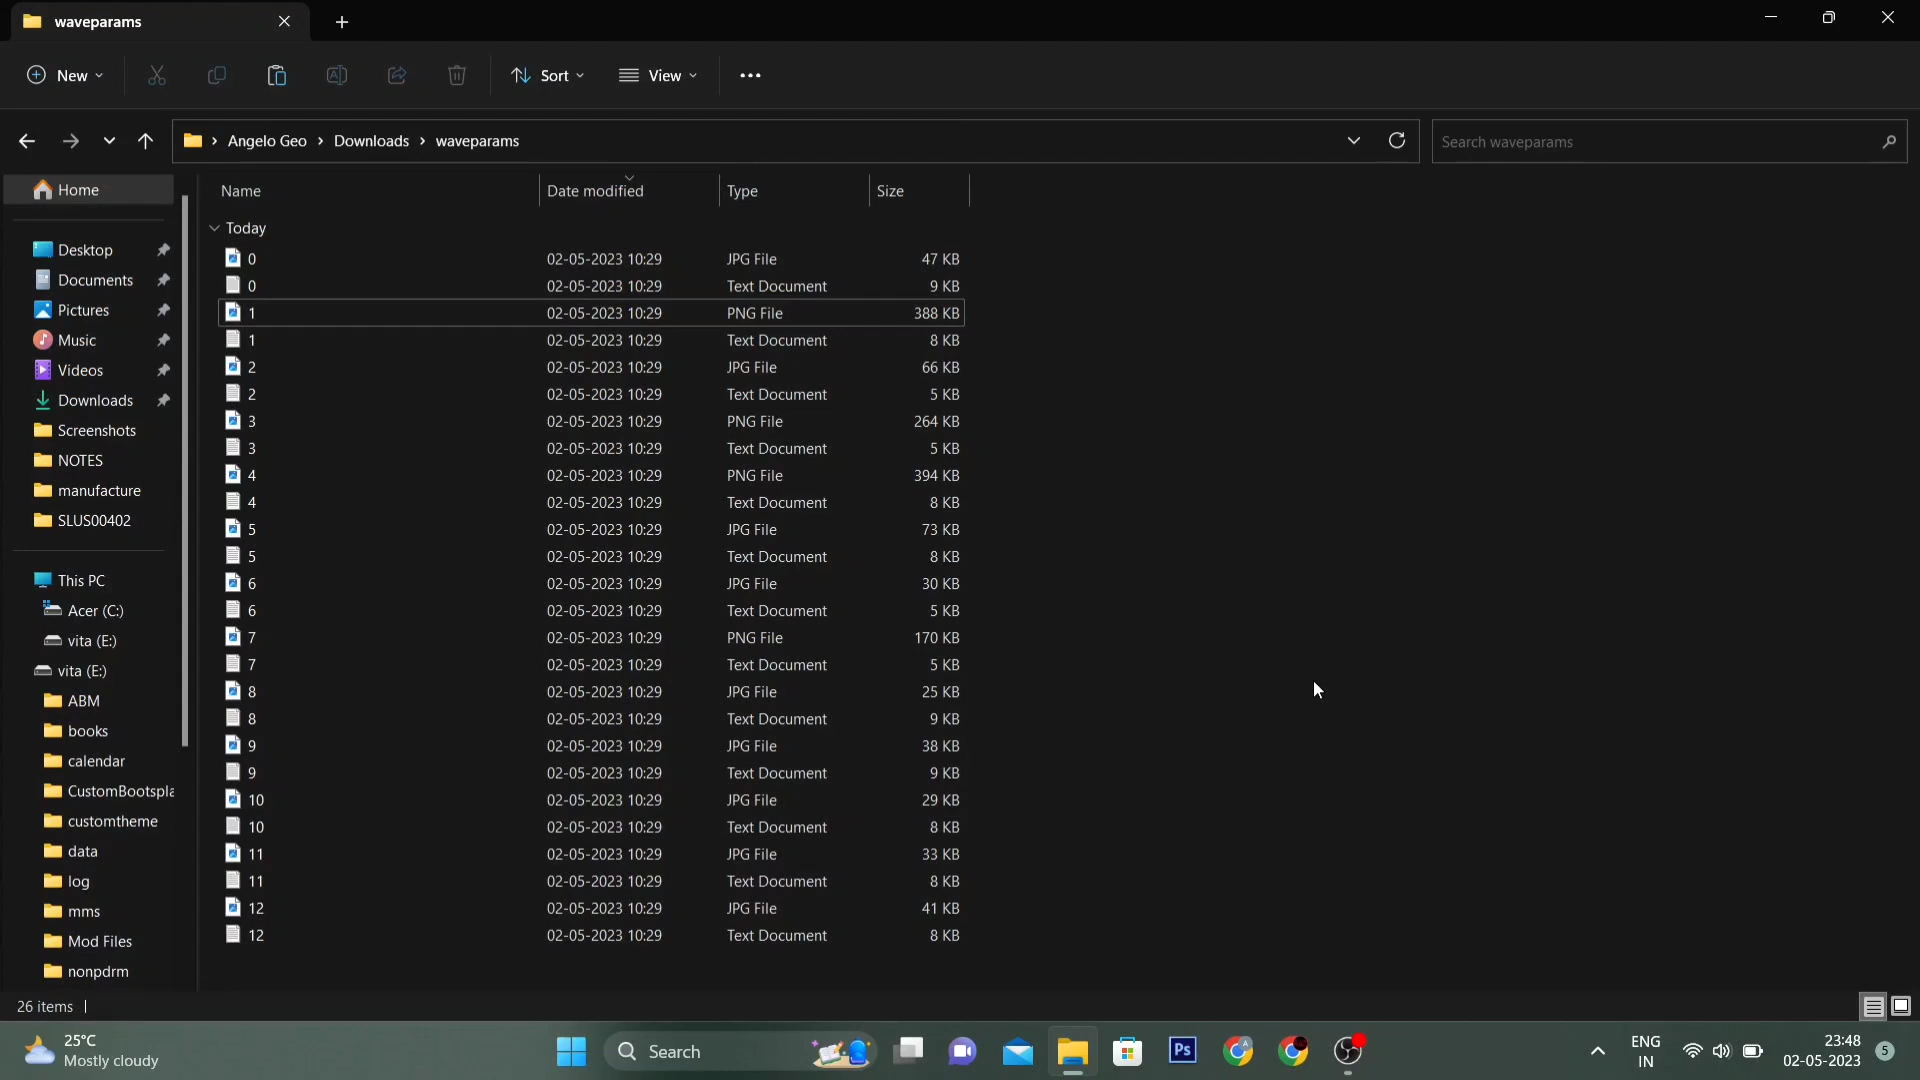 waveparams
New
Sort
View
Angelo Geo
Downloads
waveparams
Search waveparams
Home
Desktop
Documents
Pictures
Music
Videos
Downloads
Screenshots
NOTES
manufacture
SLUS00402
This PC
Acer (C:)
vita (E:)
vita (E:)
ABM
books
calendar
CustomBootspla
customtheme
data
log
mms
Mod Files
nonpdrm
Name Date modified Type Size
Today
0 02-05-2023 10:29 JPG File 47 KB
0 02-05-2023 10:29 Text Document 9 KB
1 02-05-2023 10:29 PNG File 388 KB
1 02-05-2023 10:29 Text Document 8 KB
2 02-05-2023 10:29 JPG File 66 KB
2 02-05-2023 10:29 Text Document 5 KB
3 02-05-2023 10:29 PNG File 264 KB
3 02-05-2023 10:29 Text Document 5 KB
4 02-05-2023 10:29 PNG File 394 KB
4 02-05-2023 10:29 Text Document 8 KB
5 02-05-2023 10:29 JPG File 73 KB
5 02-05-2023 10:29 Text Document 8 KB
6 02-05-2023 10:29 JPG File 30 KB
6 02-05-2023 10:29 Text Document 5 KB
7 02-05-2023 10:29 PNG File 170 KB
7 02-05-2023 10:29 Text Document 5 KB
8 02-05-2023 10:29 JPG File 25 KB
8 02-05-2023 10:29 Text Document 9 KB
9 02-05-2023 10:29 JPG File 38 KB
9 02-05-2023 10:29 Text Document 9 KB
10 02-05-2023 10:29 JPG File 29 KB
10 02-05-2023 10:29 Text Document 8 KB
11 02-05-2023 10:29 JPG File 33 KB
11 02-05-2023 10:29 Text Document 8 KB
12 02-05-2023 10:29 JPG File 41 KB
12 02-05-2023 10:29 Text Document 8 KB
26 items
25°C
Mostly cloudy
Search
Ps
A
ENG
IN
23:48
02-05-2023
5